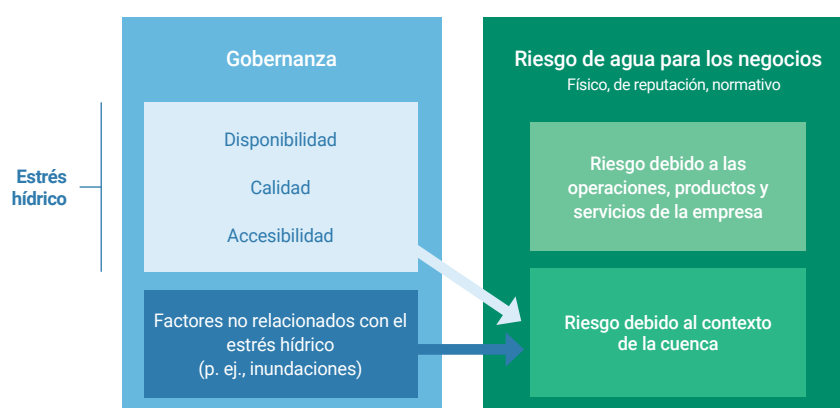 Gobernanza
Estrés
hídrico
Disponibilidad
Calidad
Accesibilidad
Factores no relacionados con el
estrés hídrico
(p. ej., inundaciones)
Riesgo de agua para los negocios
Físico, de reputación, normativo
Riesgo debido a las
operaciones, productos y
servicios de la empresa
Riesgo debido al contexto
de la cuenca